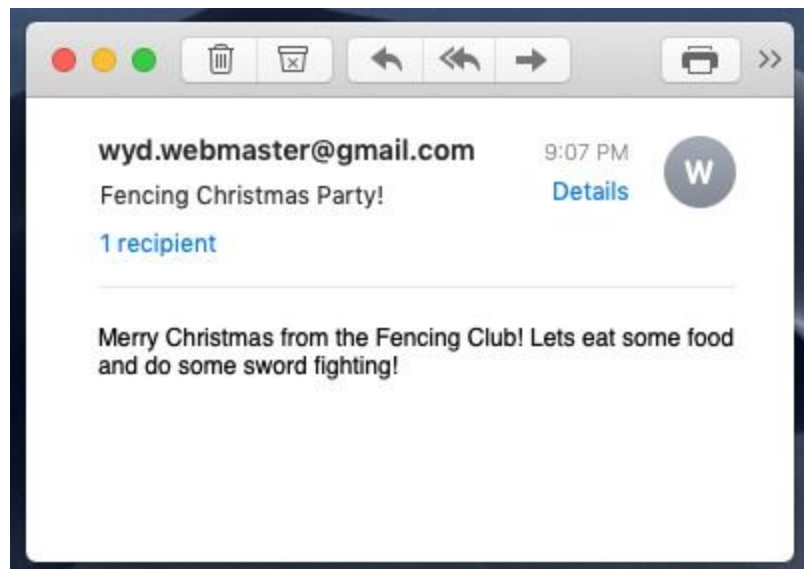 wyd.webmaster@gmail.com
9:07 PM
W
Fencing Christmas Party!
Details
1 recipient
Merry Christmas from the Fencing Club! Lets eat some food
and do some sword fighting!